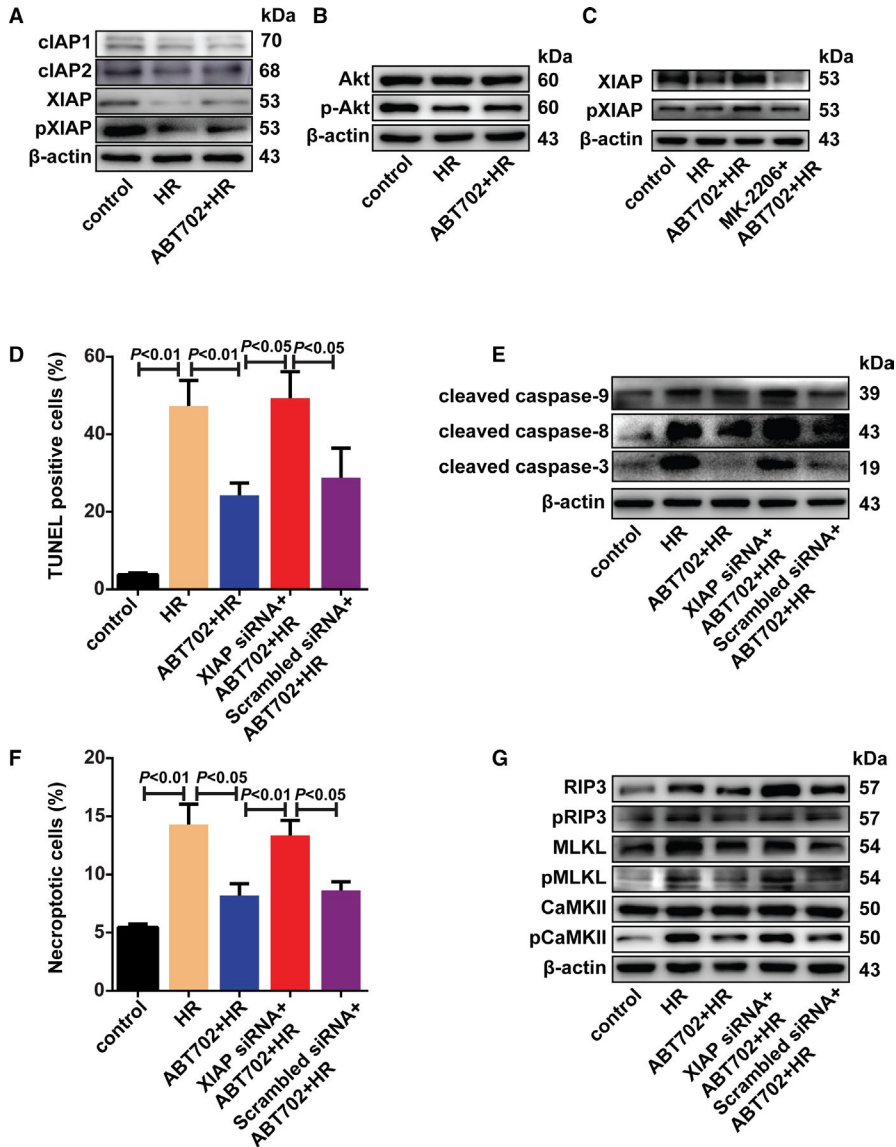 A
kDa
cIAP1
70
cIAP2
68
XIAP
53
pXIAP
53
β-actin
43
control
HR
ABT702+HR
B
kDa
Akt
60
p-Akt
60
β-actin
43
control
HR
ABT702+HR
C
kDa
XIAP
53
pXIAP
53
β-actin
43
control
HR
ABT702+HR
MK-2206+
ABT702+HR
D
TUNEL positive cells (%)
60
40
20
0
P<0.01
P<0.01
P<0.05
P<0.05
control
HR
ABT702+HR
XIAP siRNA+
ABT702+HR
Scrambled siRNA+
ABT702+HR
E
kDa
cleaved caspase-9
39
cleaved caspase-8
43
cleaved caspase-3
19
β-actin
43
control
HR
ABT702+HR
XIAP siRNA+
ABT702+HR
Scrambled siRNA+
ABT702+HR
F
Necroptotic cells (%)
20
15
10
5
0
P<0.01
P<0.05
P<0.01
P<0.05
control
HR
ABT702+HR
XIAP siRNA+
ABT702+HR
Scrambled siRNA+
ABT702+HR
G
kDa
RIP3
57
pRIP3
57
MLKL
54
pMLKL
54
CaMKII
50
pCaMKII
50
β-actin
43
control
HR
ABT702+HR
XIAP siRNA+
ABT702+HR
Scrambled siRNA+
ABT702+HR